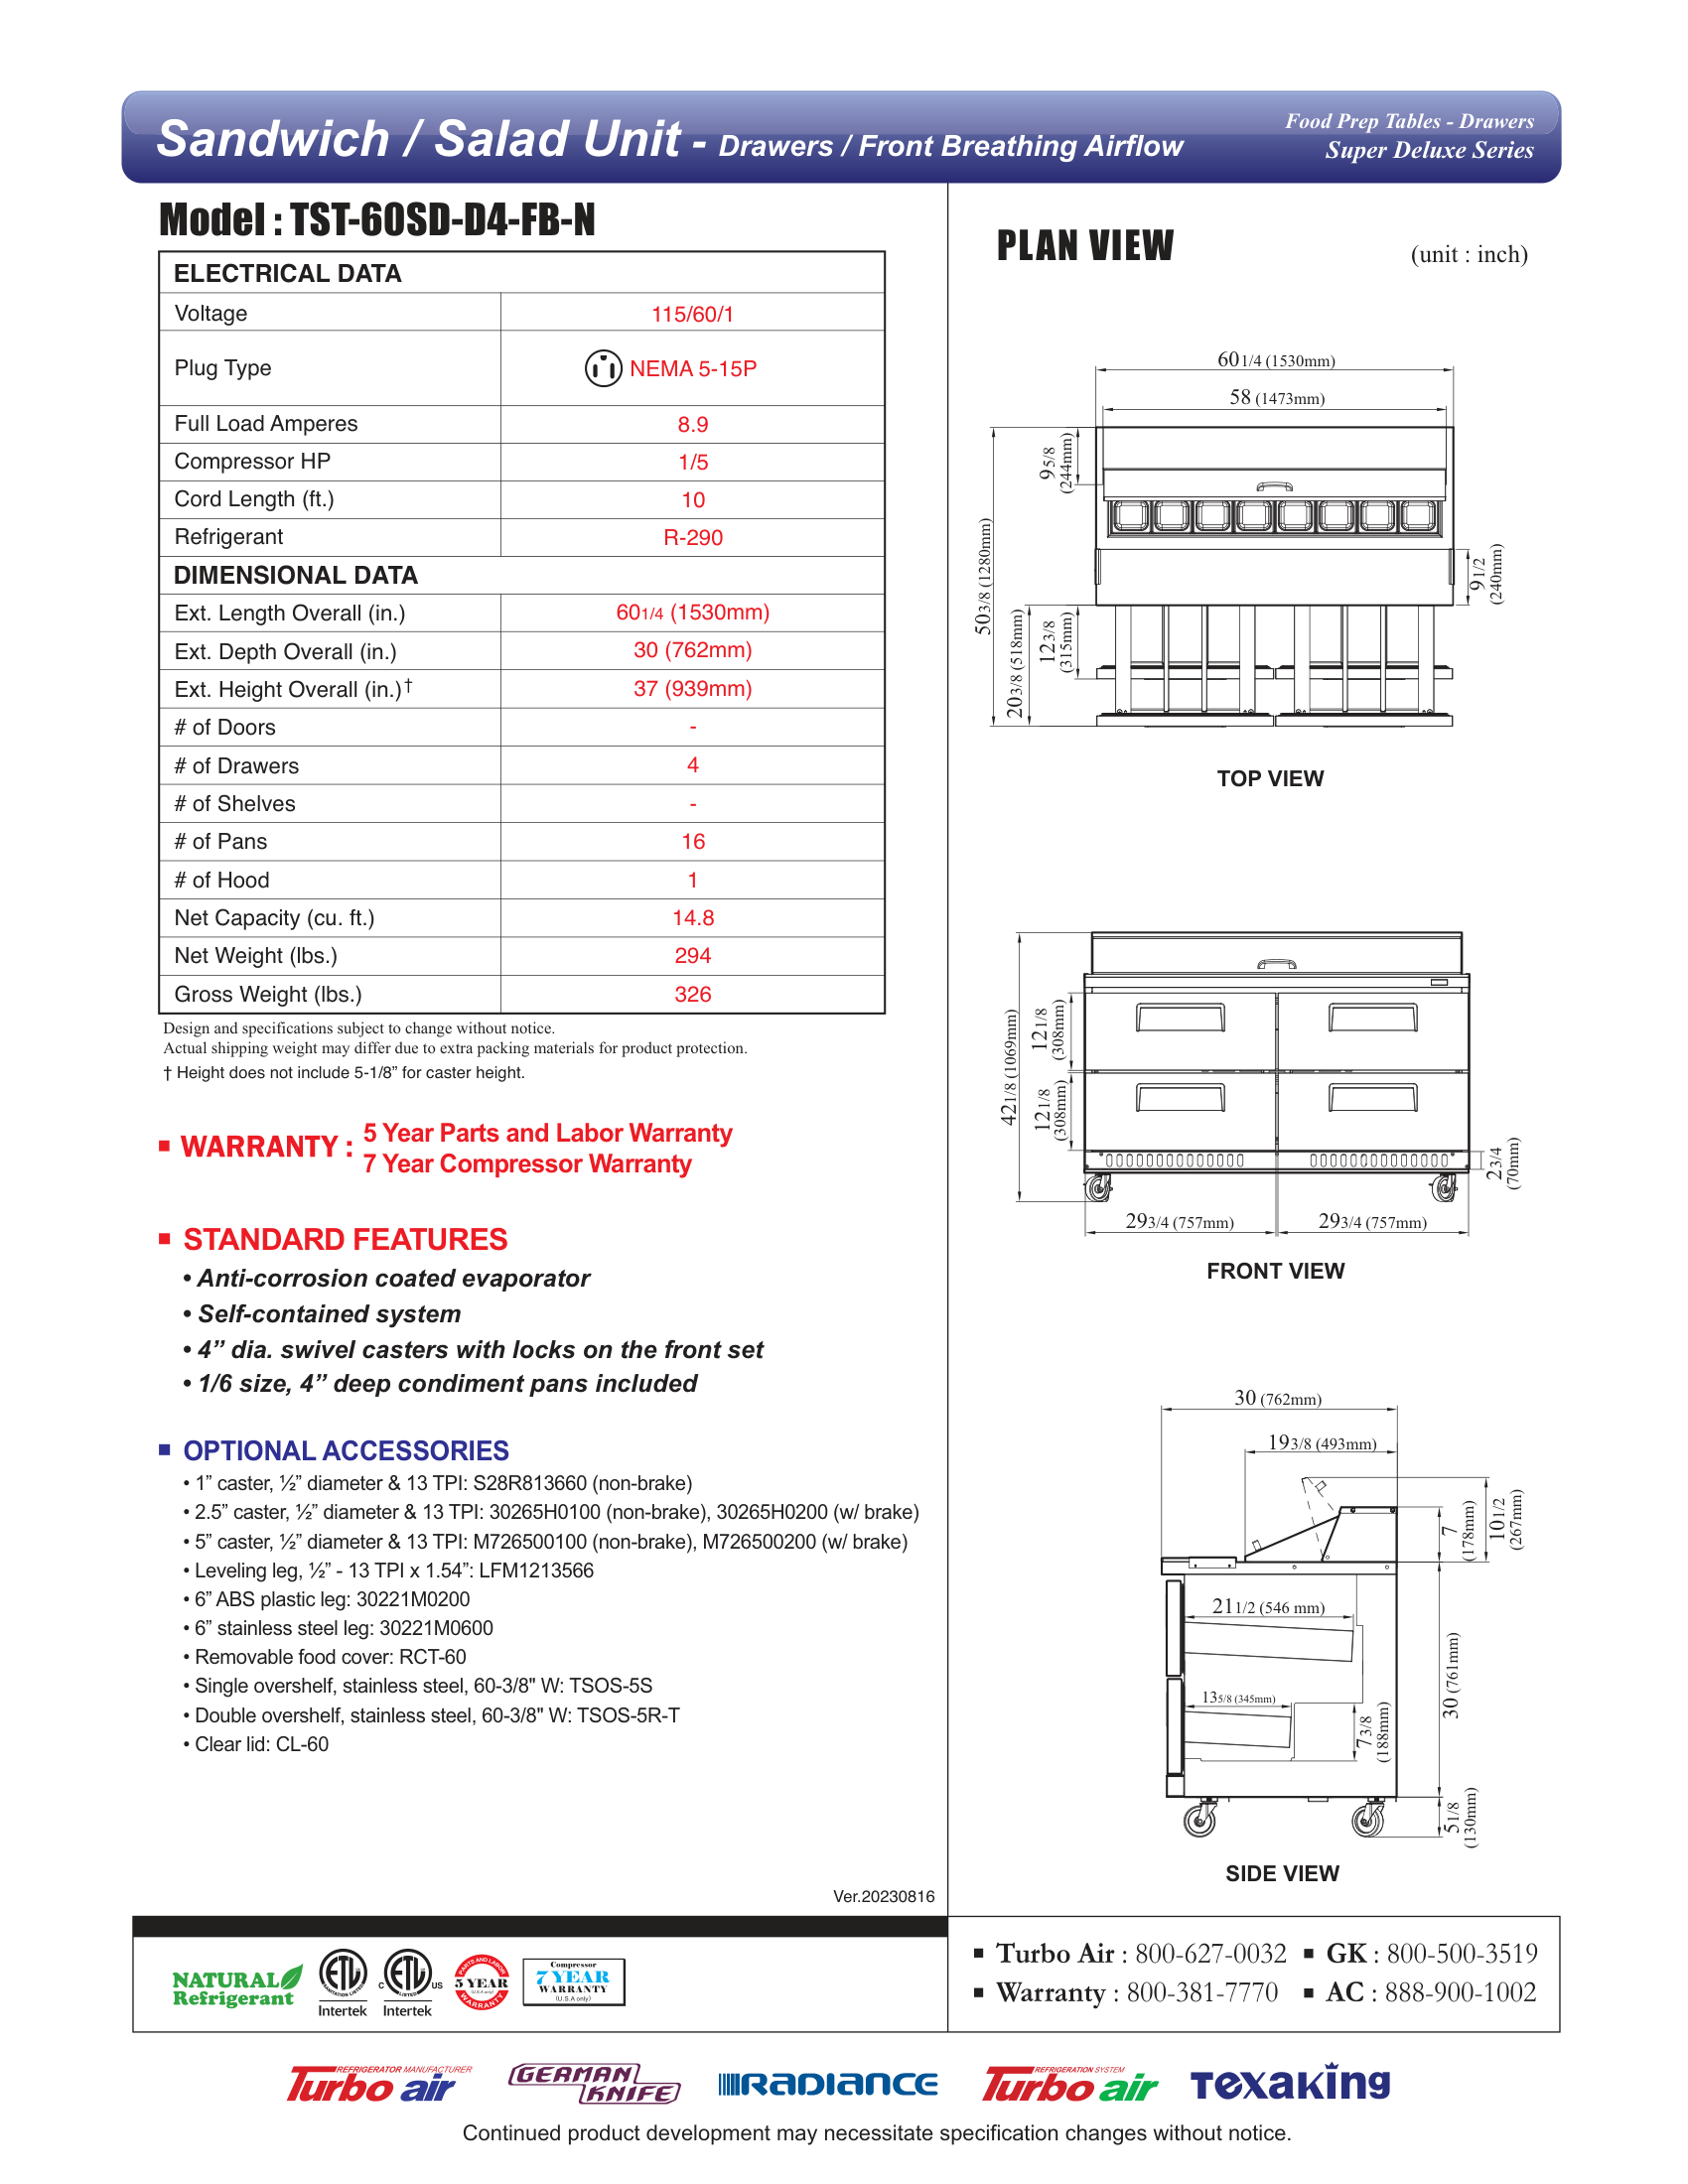 Sandwich / Salad Unit - Drawers / Front Breathing Airflow
Food Prep Tables - Drawers
Super Deluxe Series
Model : TST-60SD-D4-FB-N
ELECTRICAL DATA
Voltage 115/60/1
Plug Type NEMA 5-15P
Full Load Amperes 8.9
Compressor HP 1/5
Cord Length (ft.) 10
Refrigerant R-290
DIMENSIONAL DATA
Ext. Length Overall (in.) 60 1/4 (1530mm)
Ext. Depth Overall (in.) 30 (762mm)
Ext. Height Overall (in.)† 37 (939mm)
# of Doors -
# of Drawers 4
# of Shelves -
# of Pans 16
# of Hood 1
Net Capacity (cu. ft.) 14.8
Net Weight (lbs.) 294
Gross Weight (lbs.) 326
Design and specifications subject to change without notice.
Actual shipping weight may differ due to extra packing materials for product protection.
† Height does not include 5-1/8” for caster height.
■ WARRANTY : 5 Year Parts and Labor Warranty
7 Year Compressor Warranty
■ STANDARD FEATURES
• Anti-corrosion coated evaporator
• Self-contained system
• 4” dia. swivel casters with locks on the front set
• 1/6 size, 4” deep condiment pans included
■ OPTIONAL ACCESSORIES
• 1” caster, ½” diameter & 13 TPI: S28R813660 (non-brake)
• 2.5” caster, ½” diameter & 13 TPI: 30265H0100 (non-brake), 30265H0200 (w/ brake)
• 5” caster, ½” diameter & 13 TPI: M726500100 (non-brake), M726500200 (w/ brake)
• Leveling leg, ½” - 13 TPI x 1.54”: LFM1213566
• 6” ABS plastic leg: 30221M0200
• 6” stainless steel leg: 30221M0600
• Removable food cover: RCT-60
• Single overshelf, stainless steel, 60-3/8" W: TSOS-5S
• Double overshelf, stainless steel, 60-3/8" W: TSOS-5R-T
• Clear lid: CL-60
Ver.20230816
PLAN VIEW
(unit : inch)
60 1/4 (1530mm)
58 (1473mm)
9 5/8 (244mm)
50 3/8 (1280mm)
20 3/8 (518mm)
12 3/8 (315mm)
9 1/2 (240mm)
TOP VIEW
42 1/8 (1069mm)
12 1/8 (308mm)
12 1/8 (308mm)
2 3/4 (70mm)
29 3/4 (757mm)
29 3/4 (757mm)
FRONT VIEW
30 (762mm)
19 3/8 (493mm)
7 (178mm)
10 1/2 (267mm)
21 1/2 (546 mm)
13 5/8 (345mm)
7 3/8 (188mm)
30 (761mm)
5 1/8 (130mm)
SIDE VIEW
NATURAL
Refrigerant
ETL
SANITATION LISTED
Intertek
C ETL US
LISTED
Intertek
PARTS AND LABOR
5 YEAR
(U.S.A only)
WARRANTY
Compressor
7 YEAR
WARRANTY
(U.S.A only)
■ Turbo Air : 800-627-0032 ■ GK : 800-500-3519
■ Warranty : 800-381-7770 ■ AC : 888-900-1002
REFRIGERATOR MANUFACTURER
Turbo air
GERMAN KNIFE
RADIANCE
REFRIGERATION SYSTEM
Turbo air
TEXAKING
Continued product development may necessitate specification changes without notice.